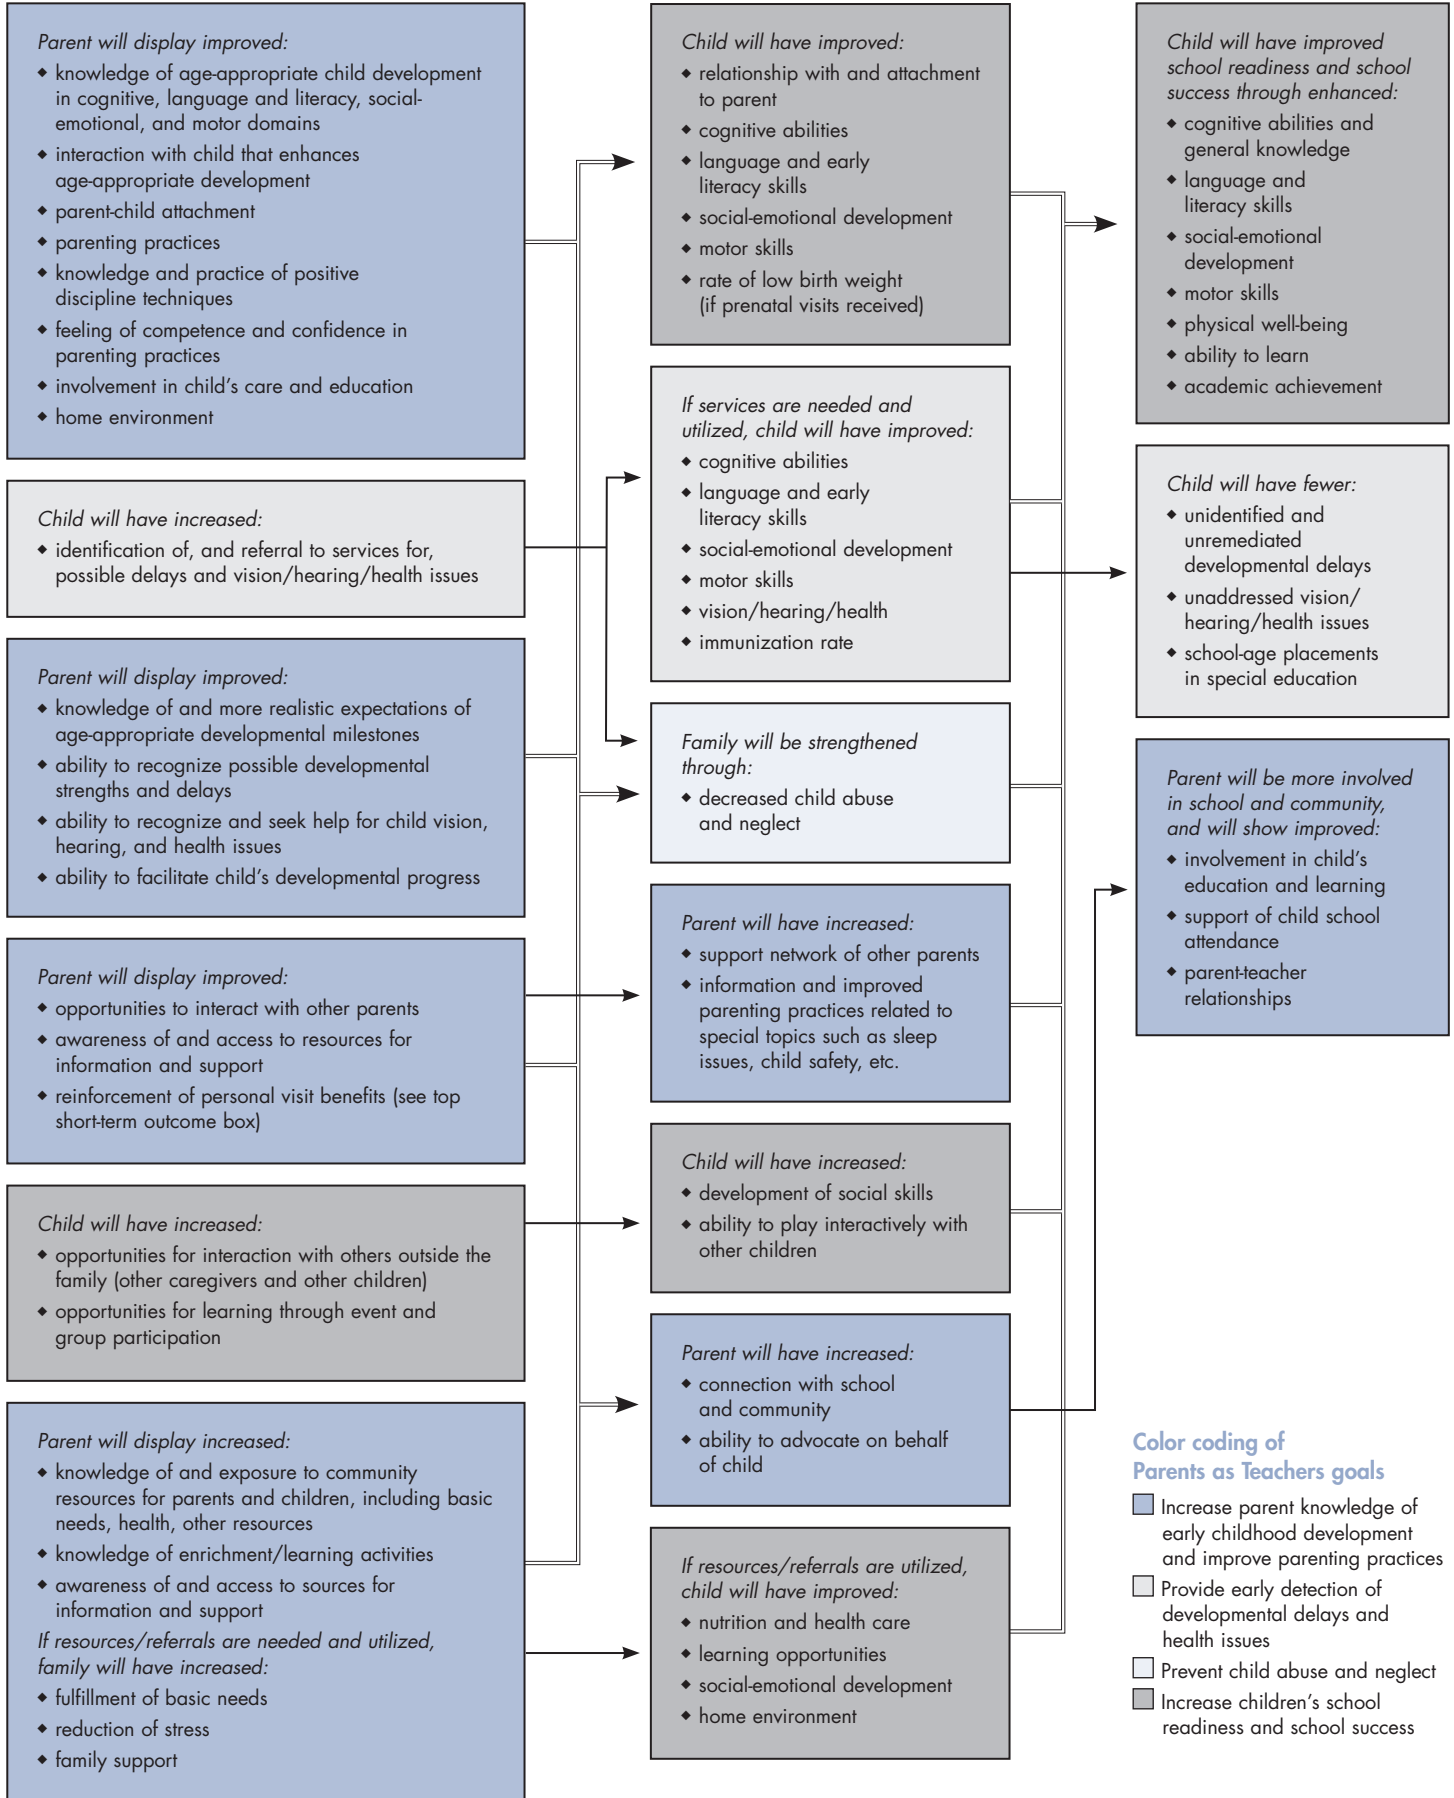 Parent will display improved:
◆ knowledge of age-appropriate child development
in cognitive, language and literacy, social-
emotional, and motor domains
◆ interaction with child that enhances
age-appropriate development
◆ parent-child attachment
◆ parenting practices
◆ knowledge and practice of positive
discipline techniques
◆ feeling of competence and confidence in
parenting practices
◆ involvement in child's care and education
◆ home environment
Child will have increased:
◆ identification of, and referral to services for,
possible delays and vision/hearing/health issues
Parent will display improved:
◆ knowledge of and more realistic expectations of
age-appropriate developmental milestones
◆ ability to recognize possible developmental
strengths and delays
◆ ability to recognize and seek help for child vision,
hearing, and health issues
◆ ability to facilitate child's developmental progress
Parent will display improved:
◆ opportunities to interact with other parents
◆ awareness of and access to resources for
information and support
◆ reinforcement of personal visit benefits (see top
short-term outcome box)
Child will have increased:
◆ opportunities for interaction with others outside the
family (other caregivers and other children)
◆ opportunities for learning through event and
group participation
Parent will display increased:
◆ knowledge of and exposure to community
resources for parents and children, including basic
needs, health, other resources
◆ knowledge of enrichment/learning activities
◆ awareness of and access to sources for
information and support
If resources/referrals are needed and utilized,
family will have increased:
◆ fulfillment of basic needs
◆ reduction of stress
◆ family support
Child will have improved:
◆ relationship with and attachment
to parent
◆ cognitive abilities
◆ language and early
literacy skills
◆ social-emotional development
◆ motor skills
◆ rate of low birth weight
(if prenatal visits received)
If services are needed and
utilized, child will have improved:
◆ cognitive abilities
◆ language and early
literacy skills
◆ social-emotional development
◆ motor skills
◆ vision/hearing/health
◆ immunization rate
Family will be strengthened
through:
◆ decreased child abuse
and neglect
Parent will have increased:
◆ support network of other parents
◆ information and improved
parenting practices related to
special topics such as sleep
issues, child safety, etc.
Child will have increased:
◆ development of social skills
◆ ability to play interactively with
other children
Parent will have increased:
◆ connection with school
and community
◆ ability to advocate on behalf
of child
If resources/referrals are utilized,
child will have improved:
◆ nutrition and health care
◆ learning opportunities
◆ social-emotional development
◆ home environment
Child will have improved
school readiness and school
success through enhanced:
◆ cognitive abilities and
general knowledge
◆ language and
literacy skills
◆ social-emotional
development
◆ motor skills
◆ physical well-being
◆ ability to learn
◆ academic achievement
Child will have fewer:
◆ unidentified and
unremediated
developmental delays
◆ unaddressed vision/
hearing/health issues
◆ school-age placements
in special education
Parent will be more involved
in school and community,
and will show improved:
◆ involvement in child's
education and learning
◆ support of child school
attendance
◆ parent-teacher
relationships
Color coding of
Parents as Teachers goals
Increase parent knowledge of
early childhood development
and improve parenting practices
Provide early detection of
developmental delays and
health issues
Prevent child abuse and neglect
Increase children's school
readiness and school success